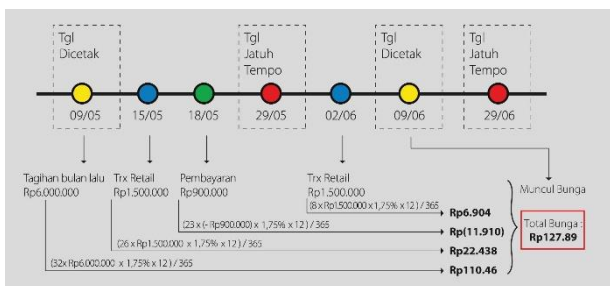 Tgl
Dicetak
Tgl
Jatuh
Tempo
Tgl
Dicetak
Tgl
Jatuh
Tempo
09/05
15/05
18/05
29/05
02/06
09/06
29/06
Tagihan bulan lalu
Rp6.000.000
Trx Retail
Rp1.500.000
Pembayaran
Rp900.000
Trx Retail
Rp1.500.000
Muncul Bunga
(8 x Rp1.500.000 x 1,75% x 12) / 365
Rp6.904
(23 x (- Rp900.000) x 1,75% x 12 ) / 365
Rp(11.910)
(26 x Rp1.500.000 x 1,75% x 12 ) / 365
Rp22.438
(32x Rp6.000.000 x 1,75% x 12 ) / 365
Rp110.46
Total Bunga :
Rp127.89